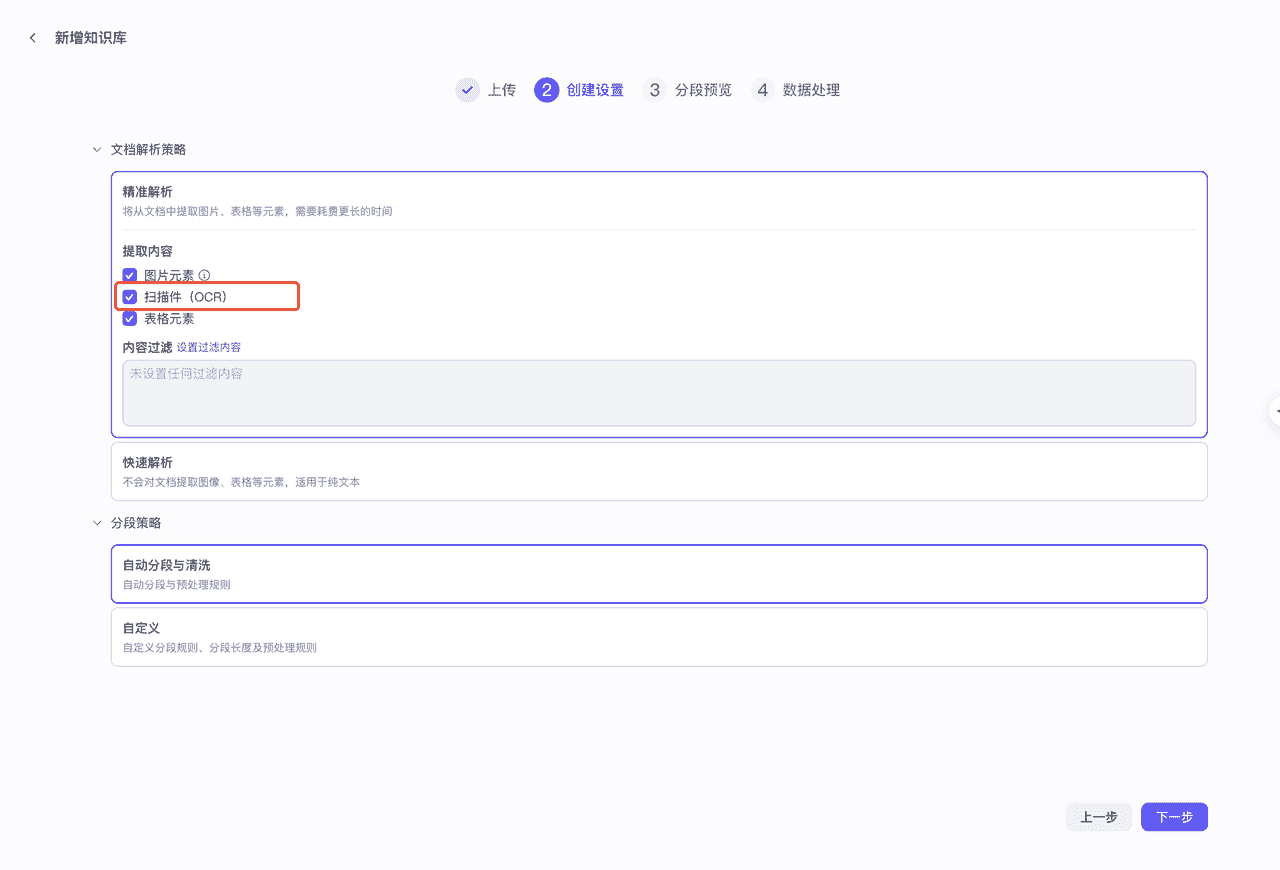 新增知识库
上传 2 创建设置 3 分段预览 4 数据处理
文档解析策略
精准解析
将从文档中提取图片、表格等元素，需要耗费更长的时间
提取内容
图片元素
扫描件（OCR）
表格元素
内容过滤 设置过滤内容
未设置任何过滤内容
快速解析
不会对文档提取图像、表格等元素，适用于纯文本
分段策略
自动分段与清洗
自动分段与预处理规则
自定义
自定义分段规则、分段长度及预处理规则
上一步 下一步